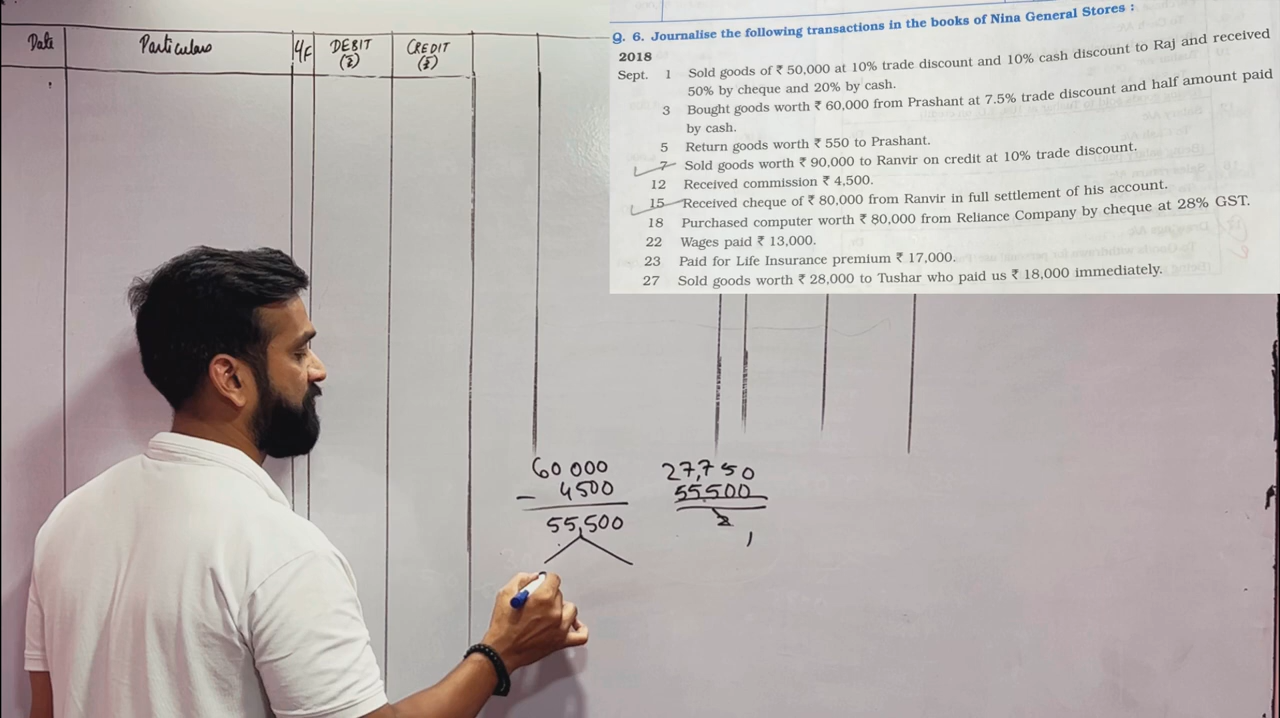 Date Particulars L/F DEBIT (₹) CREDIT (₹)
Q. 6. Journalise the following transactions in the books of Nina General Stores :
2018
Sept. 1 Sold goods of ₹ 50,000 at 10% trade discount and 10% cash discount to Raj and received
50% by cheque and 20% by cash.
3 Bought goods worth ₹ 60,000 from Prashant at 7.5% trade discount and half amount paid
by cash.
5 Return goods worth ₹ 550 to Prashant.
7 Sold goods worth ₹ 90,000 to Ranvir on credit at 10% trade discount.
12 Received commission ₹ 4,500.
15 Received cheque of ₹ 80,000 from Ranvir in full settlement of his account.
18 Purchased computer worth ₹ 80,000 from Reliance Company by cheque at 28% GST.
22 Wages paid ₹ 13,000.
23 Paid for Life Insurance premium ₹ 17,000.
27 Sold goods worth ₹ 28,000 to Tushar who paid us ₹ 18,000 immediately.
60 000
- 4500
55,500
27,750
55,500
2
1